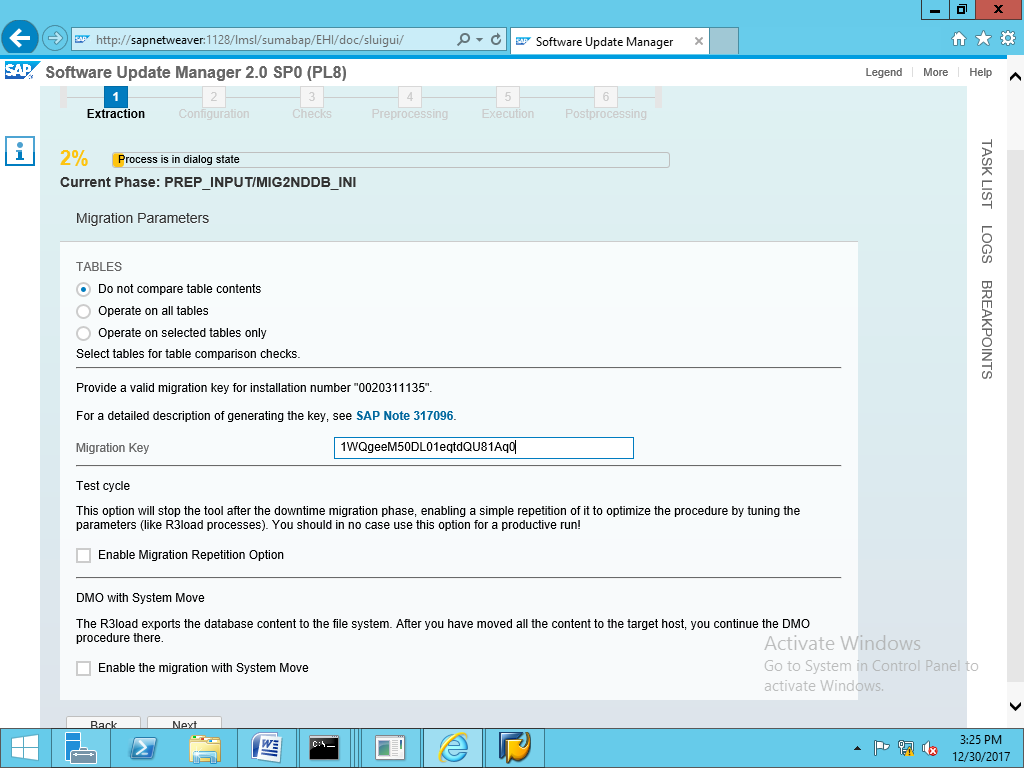 http://sapnetweaver:1128/lmsl/sumabap/EHI/doc/sluigui/
Software Update Manager
SAP
Software Update Manager 2.0 SP0 (PL8)
Legend
More
Help
1
2
3
4
5
6
Extraction
Configuration
Checks
Preprocessing
Execution
Postprocessing
2%
Process is in dialog state
Current Phase: PREP_INPUT/MIG2NDDB_INI
Migration Parameters
TABLES
Do not compare table contents
Operate on all tables
Operate on selected tables only
Select tables for table comparison checks.
Provide a valid migration key for installation number "0020311135".
For a detailed description of generating the key, see SAP Note 317096.
Migration Key
1WQgeeM50DL01eqtdQU81Aq0
Test cycle
This option will stop the tool after the downtime migration phase, enabling a simple repetition of it to optimize the procedure by tuning the
parameters (like R3load processes). You should in no case use this option for a productive run!
Enable Migration Repetition Option
DMO with System Move
The R3load exports the database content to the file system. After you have moved all the content to the target host, you continue the DMO
procedure there.
Enable the migration with System Move
Back
Next
TASK LIST
LOGS
BREAKPOINTS
Activate Windows
Go to System in Control Panel to
activate Windows.
3:25 PM
12/30/2017